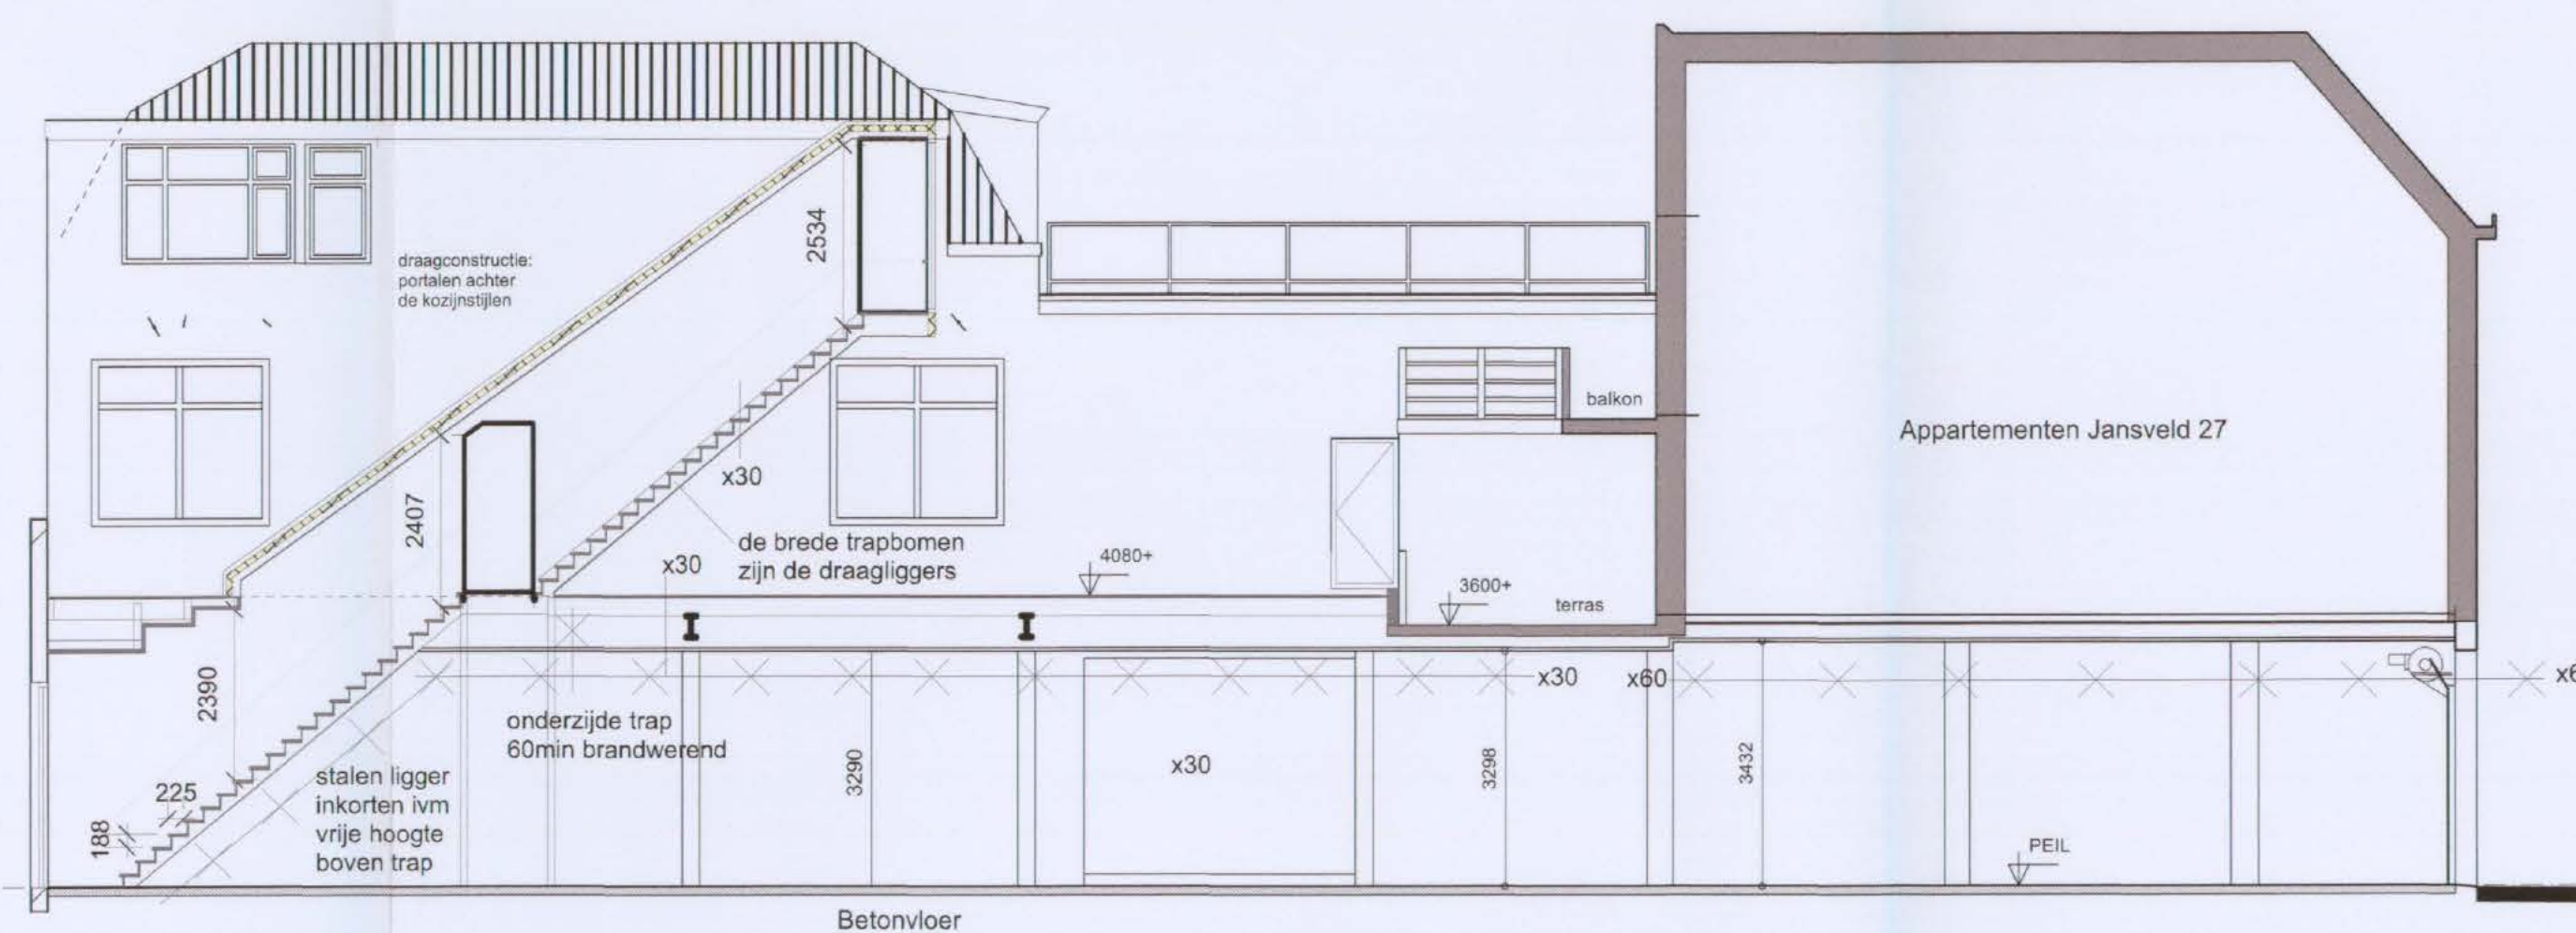 draagconstructie:
portalen achter
de kozijnstijlen
2534
balkon
Appartementen Jansveld 27
2407
x30
de brede trapbomen
zijn de draagliggers
x30
4080+
3600+
terras
2390
onderzijde trap
60min brandwerend
x30
x60
225
188
stalen ligger
inkorten ivm
vrije hoogte
boven trap
3290
x30
3298
3432
PEIL
Betonvloer